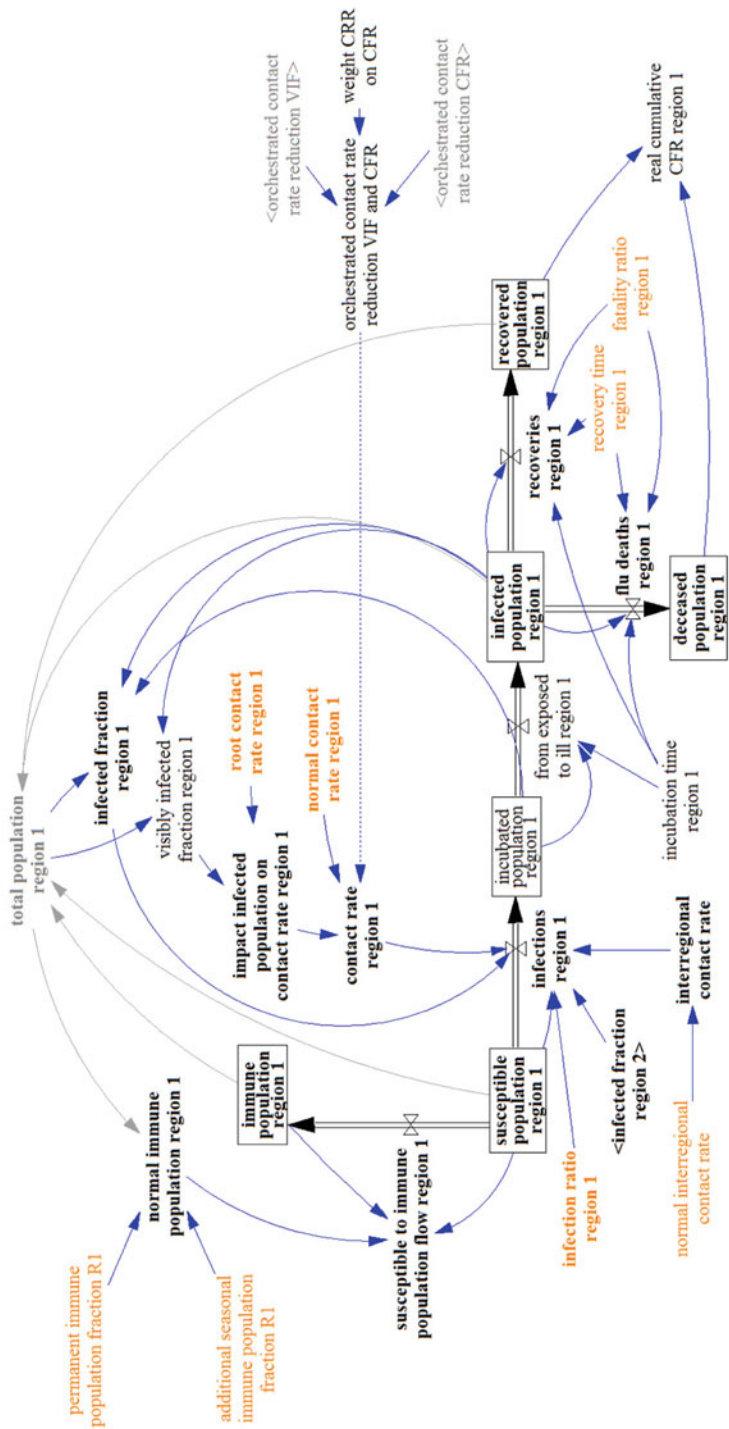 permanent immune
population fraction R1
additional seasonal
immune population
fraction R1
normal immune
population region 1
susceptible to immune
population flow region 1
immune
population
region 1
susceptible
population
region 1
infection ratio
region 1
<infected fraction
region 2>
normal interregional
contact rate
interregional
contact rate
infections
region 1
total population
region 1
infected fraction
region 1
visibly infected
fraction region 1
impact infected
population on
contact rate region 1
root contact
rate region 1
normal contact
rate region 1
contact rate
region 1
incubated
population
region 1
from exposed
to ill region 1
incubation time
region 1
infected
population
region 1
flu deaths
region 1
deceased
population
region 1
recoveries
region 1
recovery time
region 1
fatality ratio
region 1
recovered
population
region 1
real cumulative
CFR region 1
orchestrated contact rate
reduction VIF and CFR
<orchestrated contact
rate reduction VIF>
weight CRR
on CFR
<orchestrated contact
rate reduction CFR>